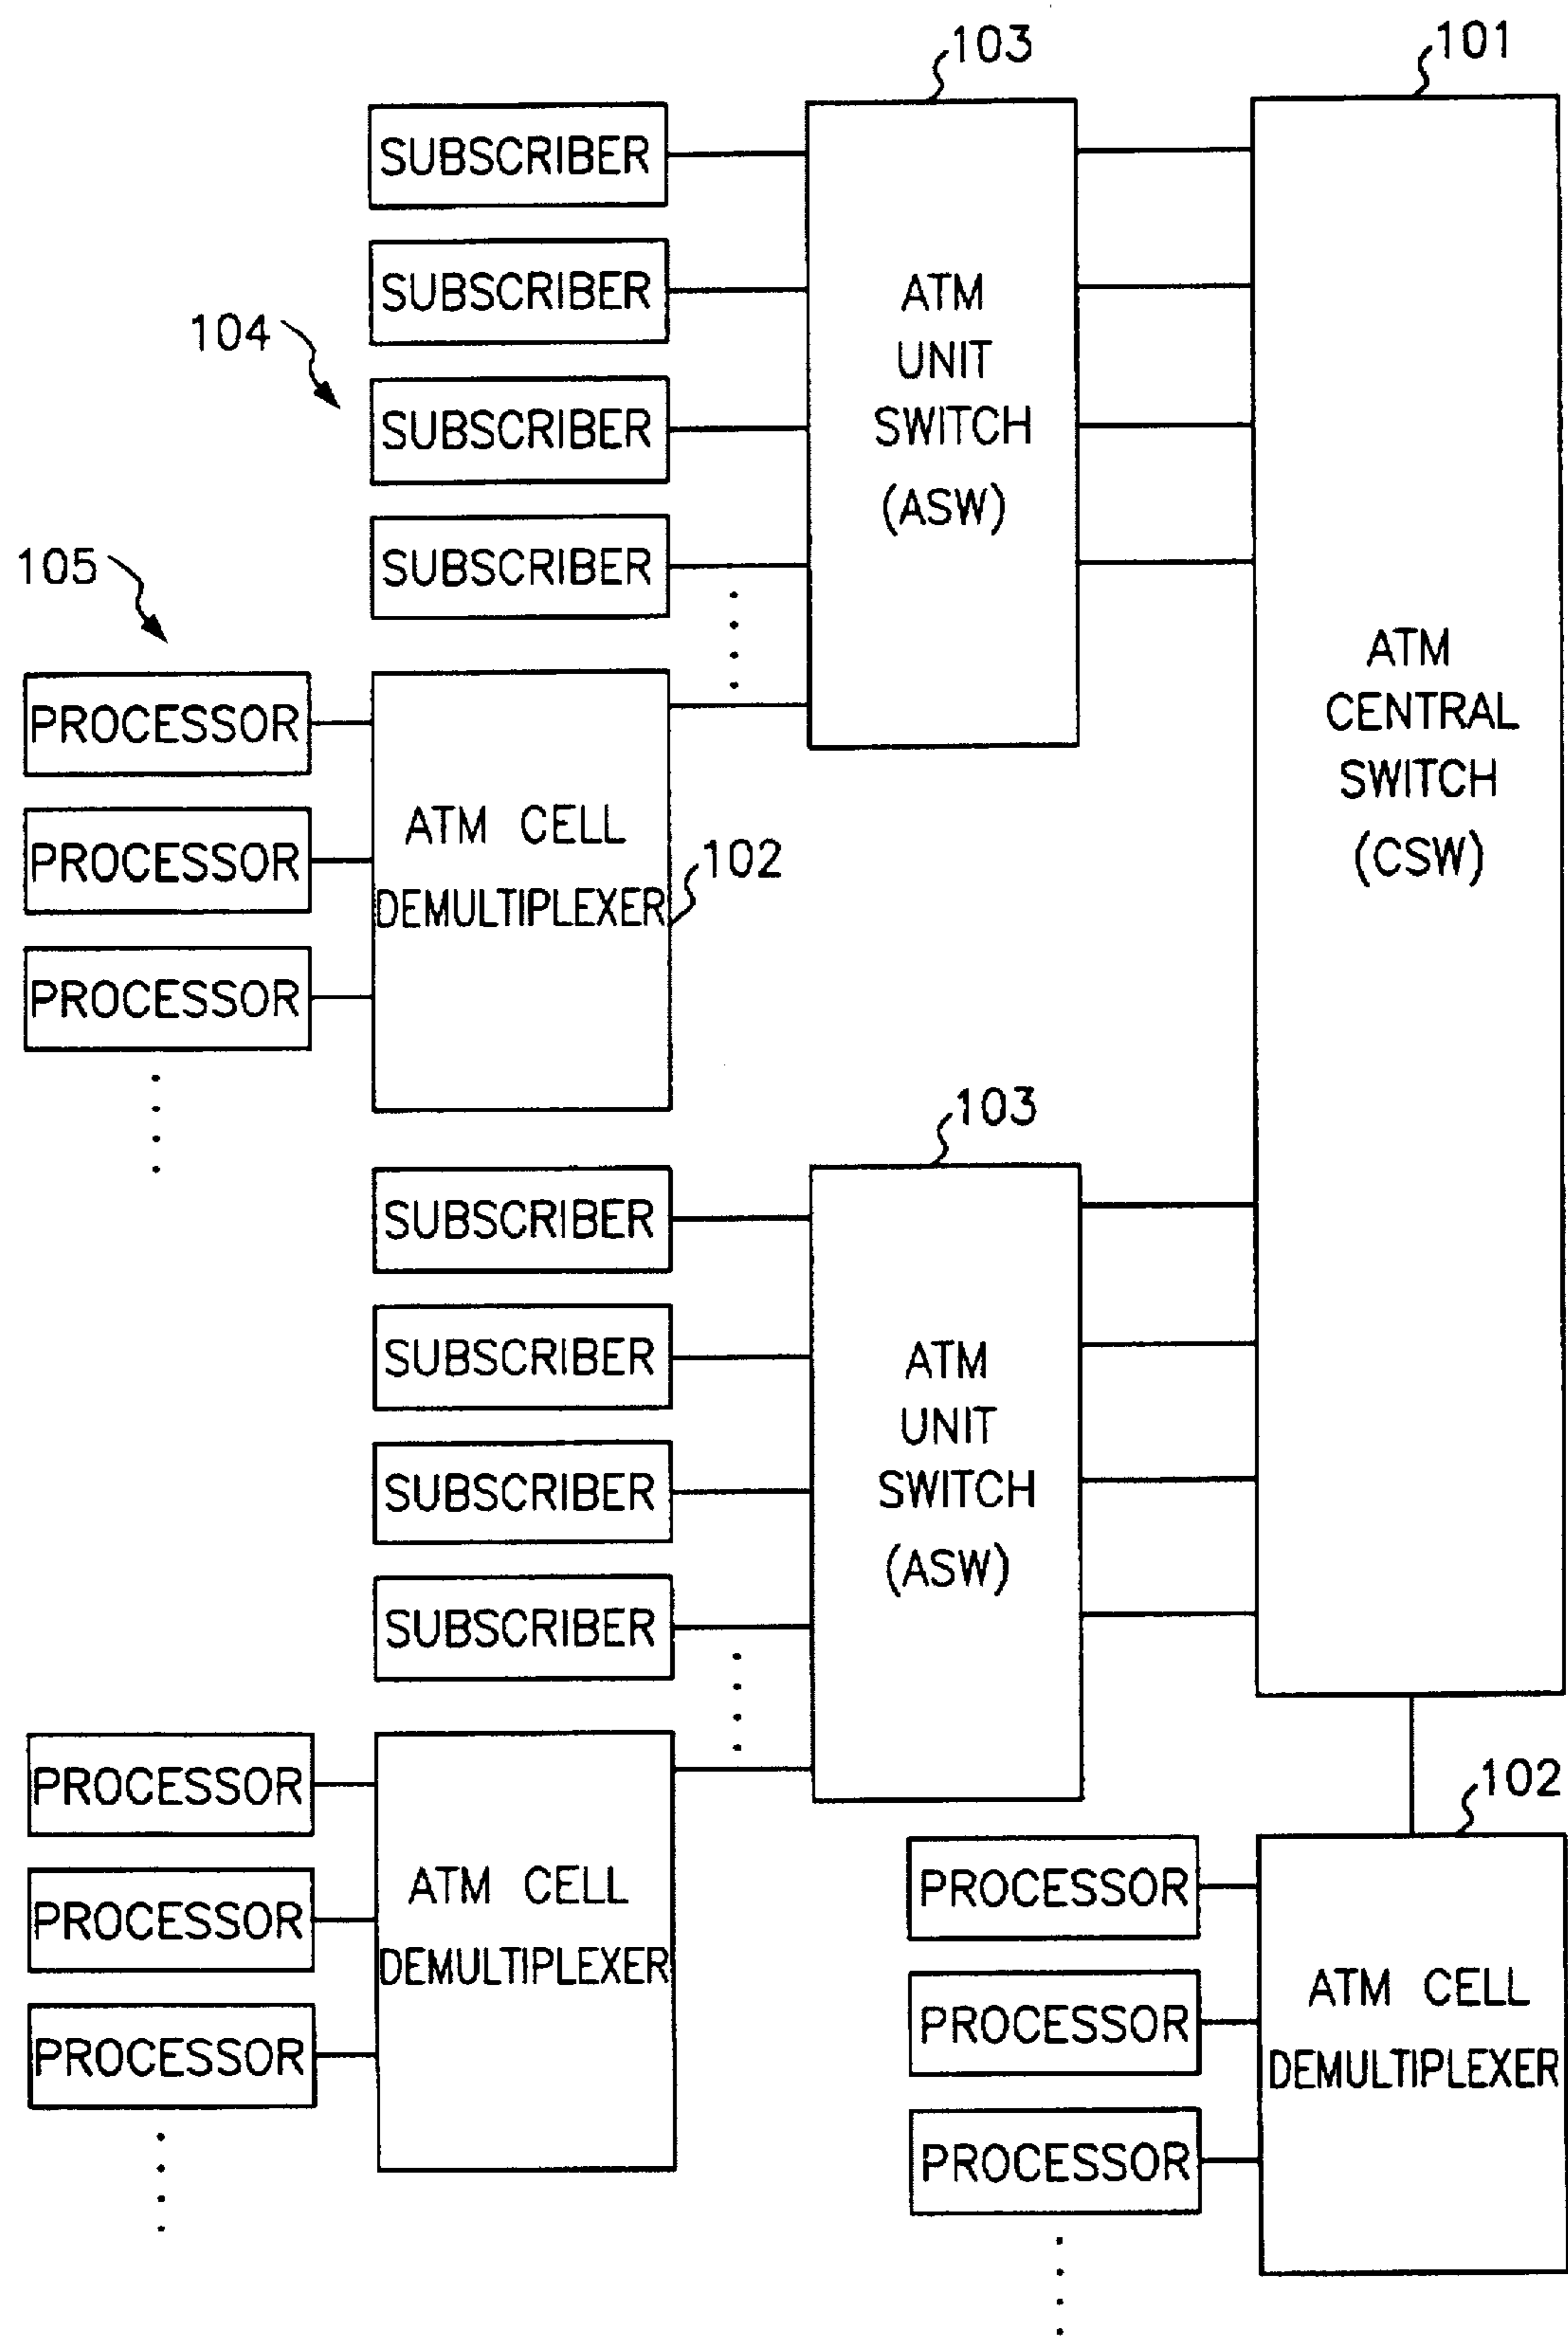 103
101
SUBSCRIBER
SUBSCRIBER
104
SUBSCRIBER
SUBSCRIBER
ATM
UNIT
SWITCH
(ASW)
105
PROCESSOR
PROCESSOR
PROCESSOR
ATM CELL
DEMULTIPLEXER
102
ATM
CENTRAL
SWITCH
(CSW)
103
SUBSCRIBER
SUBSCRIBER
SUBSCRIBER
SUBSCRIBER
ATM
UNIT
SWITCH
(ASW)
PROCESSOR
PROCESSOR
PROCESSOR
ATM CELL
DEMULTIPLEXER
102
PROCESSOR
PROCESSOR
PROCESSOR
ATM CELL
DEMULTIPLEXER